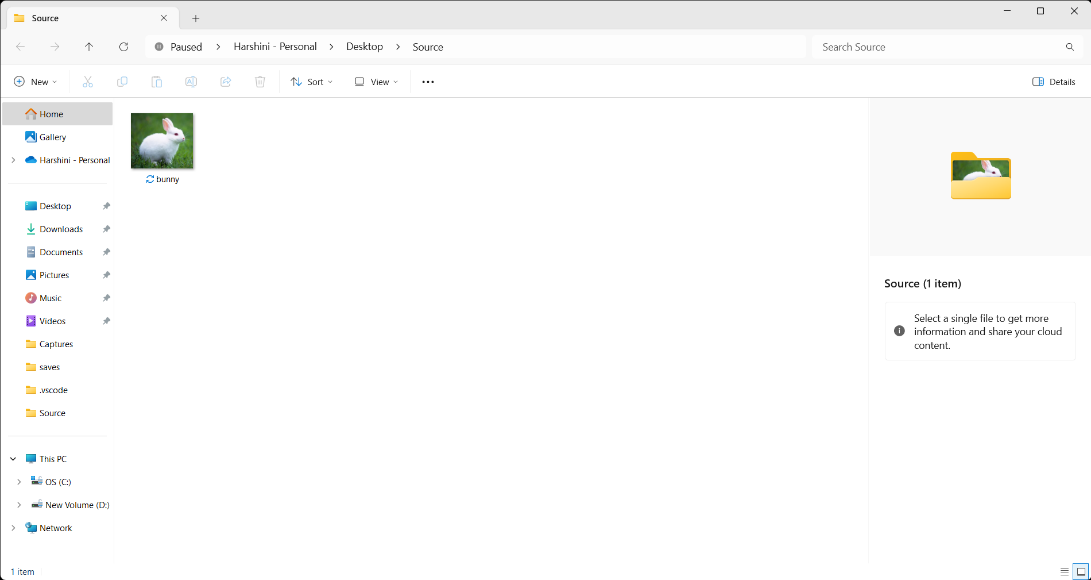 Source
Paused > Harshini - Personal > Desktop > Source
Search Source
New
Sort
View
Details
Home
Gallery
Harshini - Personal
Desktop
Downloads
Documents
Pictures
Music
Videos
Captures
saves
.vscode
Source
This PC
OS (C:)
New Volume (D:)
Network
bunny
Source (1 item)
Select a single file to get more
information and share your cloud
content.
1 item